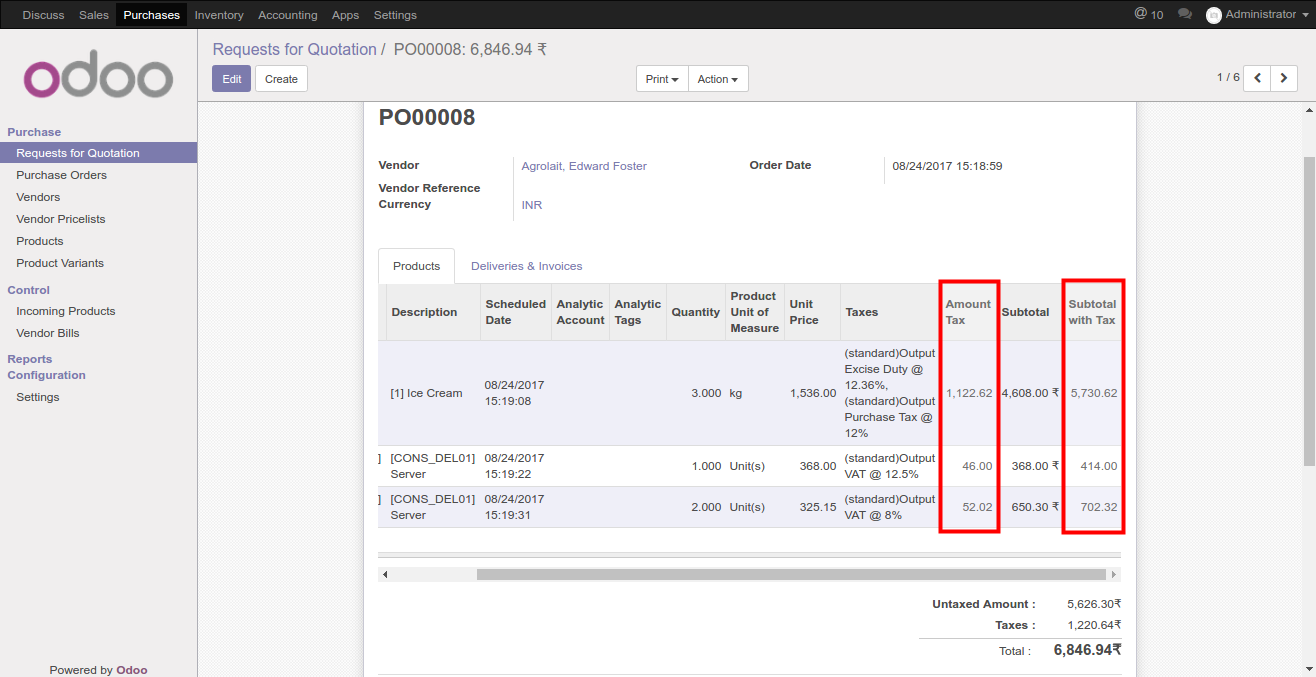 Discuss Sales Purchases Inventory Accounting Apps Settings @ 10 Administrator
odoo
Requests for Quotation / PO00008: 6,846.94 ₹
Edit Create Print Action 1 / 6
Purchase
Requests for Quotation
Purchase Orders
Vendors
Vendor Pricelists
Products
Product Variants
Control
Incoming Products
Vendor Bills
Reports
Configuration
Settings
Powered by Odoo
PO00008
Vendor Agrolait, Edward Foster Order Date 08/24/2017 15:18:59
Vendor Reference
Currency INR
Products Deliveries & Invoices
Description Scheduled Date Analytic Account Analytic Tags Quantity Product Unit of Measure Unit Price Taxes Amount Tax Subtotal Subtotal with Tax
[1] Ice Cream 08/24/2017 15:19:08 3.000 kg 1,536.00 (standard)Output Excise Duty @ 12.36%, (standard)Output Purchase Tax @ 12% 1,122.62 4,608.00 ₹ 5,730.62
] [CONS_DEL01] Server 08/24/2017 15:19:22 1.000 Unit(s) 368.00 (standard)Output VAT @ 12.5% 46.00 368.00 ₹ 414.00
] [CONS_DEL01] Server 08/24/2017 15:19:31 2.000 Unit(s) 325.15 (standard)Output VAT @ 8% 52.02 650.30 ₹ 702.32
Untaxed Amount : 5,626.30₹
Taxes : 1,220.64₹
Total : 6,846.94₹